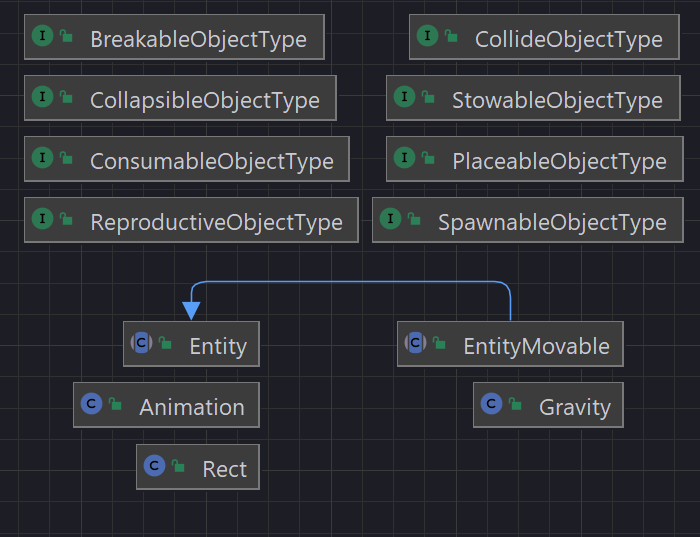 I BreakableObjectType
I CollideObjectType
I CollapsibleObjectType
I StowableObjectType
I ConsumableObjectType
I PlaceableObjectType
I ReproductiveObjectType
I SpawnableObjectType
C Entity
C EntityMovable
C Animation
C Gravity
C Rect